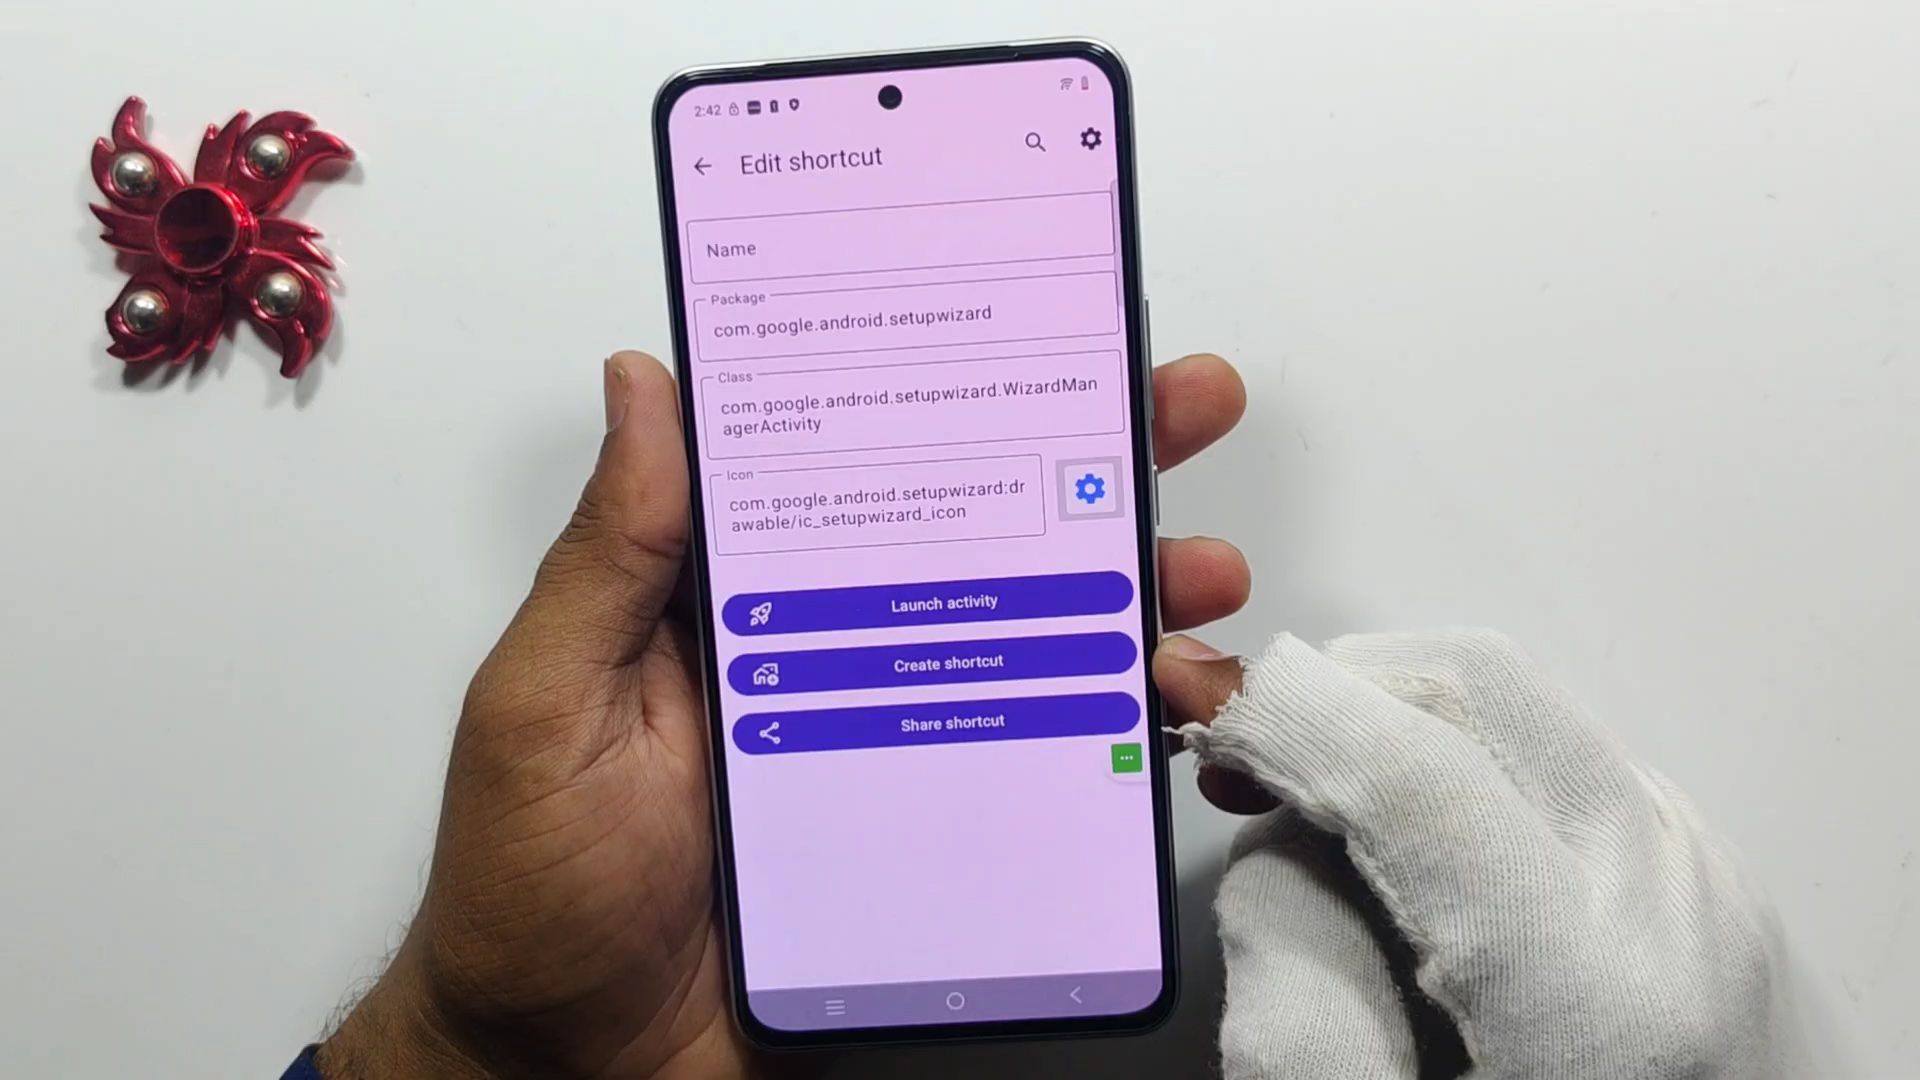 2:42
Edit shortcut
Name
Package
com.google.android.setupwizard
Class
com.google.android.setupwizard.WizardMan
agerActivity
Icon
com.google.android.setupwizard:dr
awable/ic_setupwizard_icon
Launch activity
Create shortcut
Share shortcut